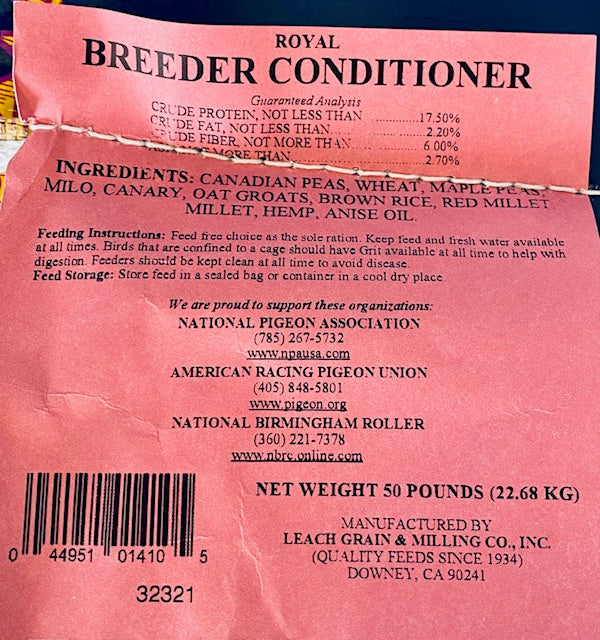 ROYAL
BREEDER CONDITIONER
Guaranteed Analysis
CRUDE PROTEIN, NOT LESS THAN ..............17.50%
CRUDE FAT, NOT LESS THAN..................... 2.20%
CRUDE FIBER, NOT MORE THAN................ 6.00%
MORE THAN............................ 2.70%
INGREDIENTS: CANADIAN PEAS, WHEAT, MAPLE PEAS,
MILO, CANARY, OAT GROATS, BROWN RICE, RED MILLET
MILLET, HEMP, ANISE OIL.
Feeding Instructions: Feed free choice as the sole ration. Keep feed and fresh water available
at all times. Birds that are confined to a cage should have Grit available at all time to help with
digestion. Feeders should be kept clean at all time to avoid disease.
Feed Storage: Store feed in a sealed bag or container in a cool dry place.
We are proud to support these organizations:
NATIONAL PIGEON ASSOCIATION
(785) 267-5732
www.npausa.com
AMERICAN RACING PIGEON UNION
(405) 848-5801
www.pigeon.org
NATIONAL BIRMINGHAM ROLLER
(360) 221-7378
www.nbrc.online.com
NET WEIGHT 50 POUNDS (22.68 KG)
MANUFACTURED BY
LEACH GRAIN & MILLING CO., INC.
(QUALITY FEEDS SINCE 1934)
DOWNEY, CA 90241
0 44951 01410 5
32321